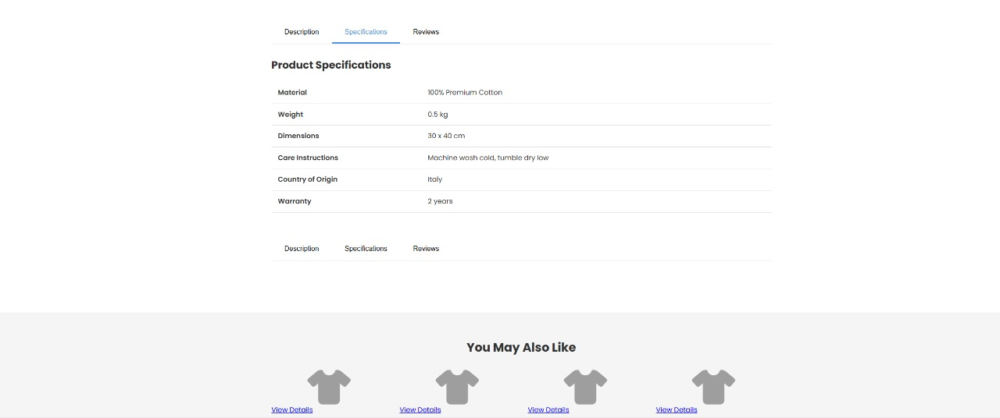 Description Specifications Reviews
Product Specifications
Material 100% Premium Cotton
Weight 0.5 kg
Dimensions 30 x 40 cm
Care Instructions Machine wash cold, tumble dry low
Country of Origin Italy
Warranty 2 years
Description Specifications Reviews
You May Also Like
View Details View Details View Details View Details